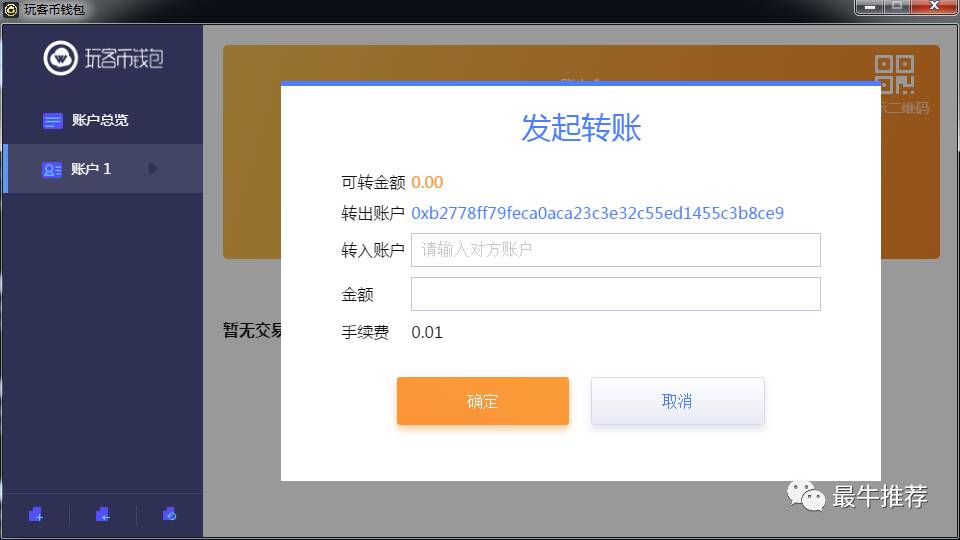 玩客币钱包
玩客币钱包
账户总览
账户 1
二维码
发起转账
可转金额 0.00
转出账户 0xb2778ff79feca0aca23c3e32c55ed1455c3b8ce9
转入账户 请输入对方账户
金额
手续费 0.01
暂无交易
确定 取消
最牛推荐